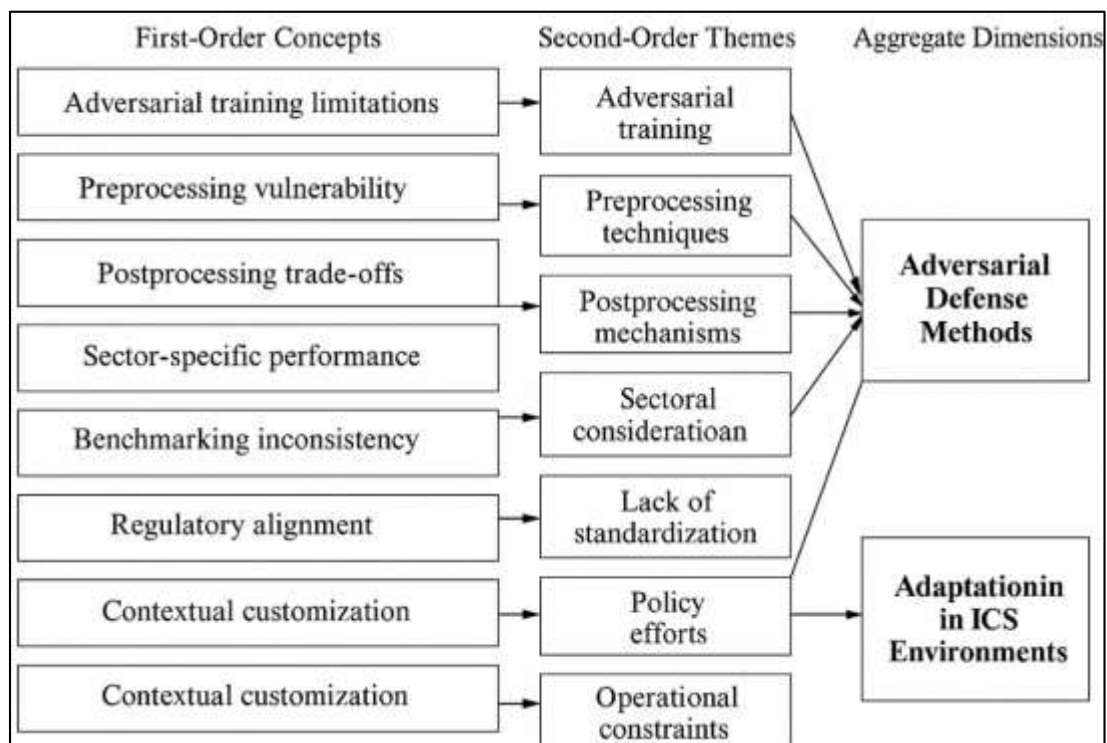 First-Order Concepts
Second-Order Themes
Aggregate Dimensions
Adversarial training limitations
Preprocessing vulnerability
Postprocessing trade-offs
Sector-specific performance
Benchmarking inconsistency
Regulatory alignment
Contextual customization
Contextual customization
Adversarial
training
Preprocessing
techniques
Postprocessing
mechanisms
Sectoral
consideratioan
Lack of
standardization
Policy
efforts
Operational
constraints
Adversarial
Defense
Methods
Adaptationin
in ICS
Environments